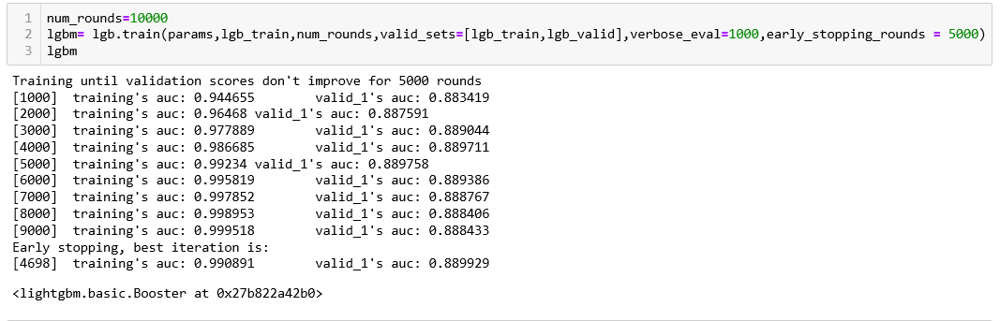 1 num_rounds=10000
2 lgbm= lgb.train(params,lgb_train,num_rounds,valid_sets=[lgb_train,lgb_valid],verbose_eval=1000,early_stopping_rounds = 5000)
3 lgbm
Training until validation scores don't improve for 5000 rounds
[1000]	training's auc: 0.944655	valid_1's auc: 0.883419
[2000]	training's auc: 0.96468	valid_1's auc: 0.887591
[3000]	training's auc: 0.977889	valid_1's auc: 0.889044
[4000]	training's auc: 0.986685	valid_1's auc: 0.889711
[5000]	training's auc: 0.99234	valid_1's auc: 0.889758
[6000]	training's auc: 0.995819	valid_1's auc: 0.889386
[7000]	training's auc: 0.997852	valid_1's auc: 0.888767
[8000]	training's auc: 0.998953	valid_1's auc: 0.888406
[9000]	training's auc: 0.999518	valid_1's auc: 0.888433
Early stopping, best iteration is:
[4698]	training's auc: 0.990891	valid_1's auc: 0.889929
<lightgbm.basic.Booster at 0x27b822a42b0>